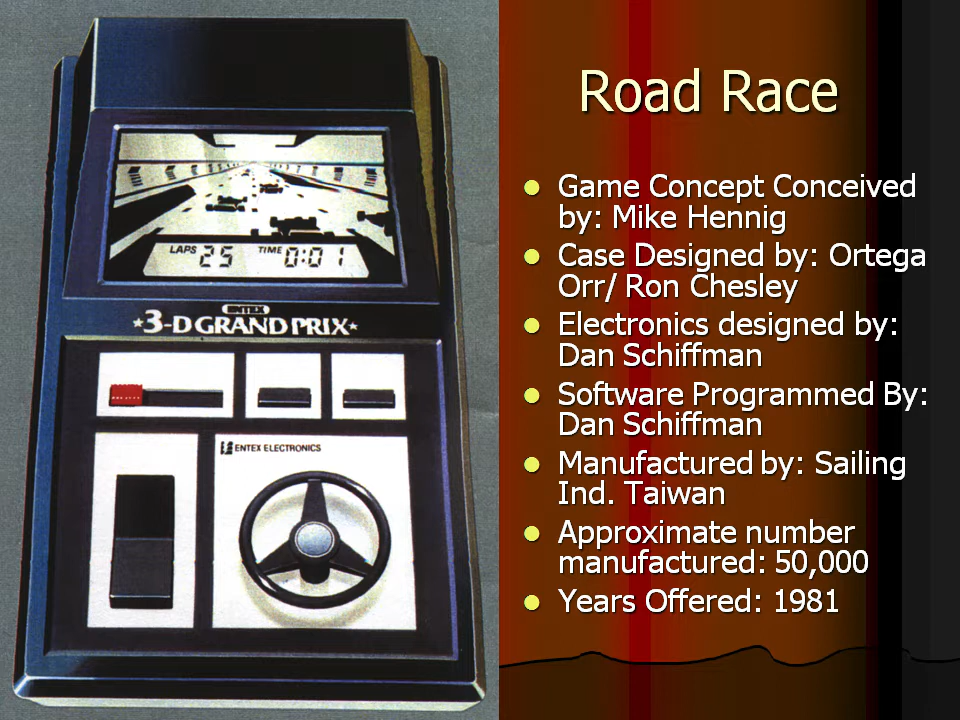 LAPS 25 TIME 0:01
ENTEX
3-D GRAND PRIX
ENTEX ELECTRONICS
Road Race
Game Concept Conceived
by: Mike Hennig
Case Designed by: Ortega
Orr/ Ron Chesley
Electronics designed by:
Dan Schiffman
Software Programmed By:
Dan Schiffman
Manufactured by: Sailing
Ind. Taiwan
Approximate number
manufactured: 50,000
Years Offered: 1981